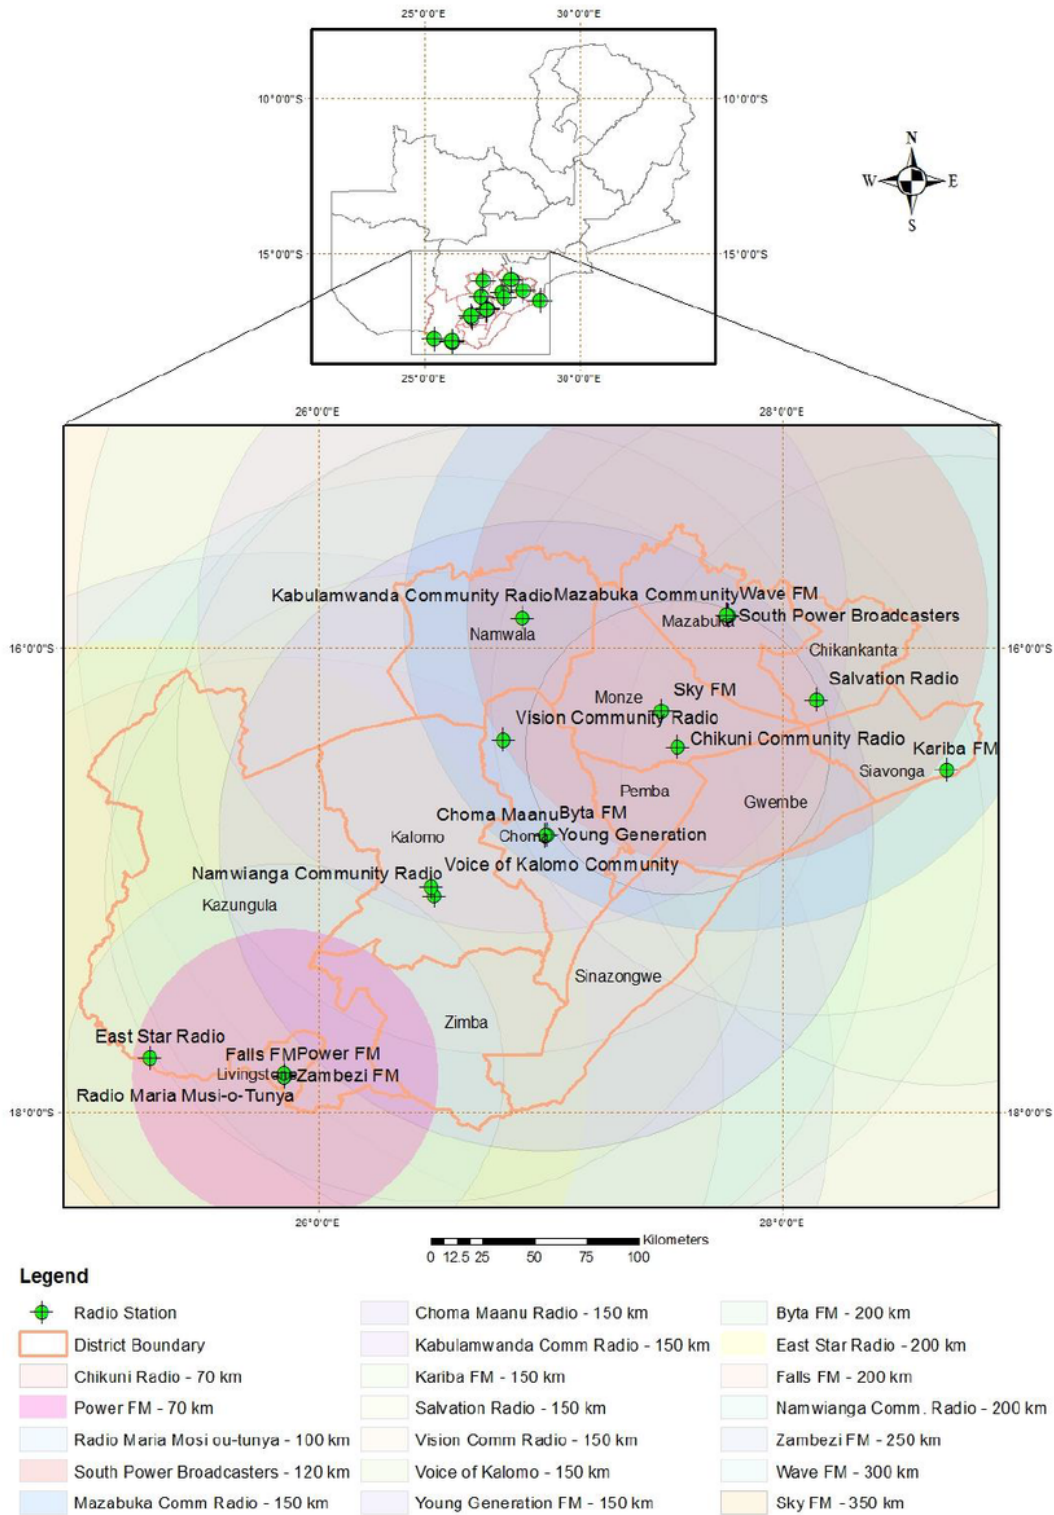 25°0'0"E 30°0'0"E
10°0'0"S 10°0'0"S
N
W E
S
15°0'0"S 15°0'0"S
25°0'0"E 30°0'0"E
26°0'0"E 28°0'0"E
Kabulamwanda Community Radio Mazabuka Community Wave FM
Namwala Mazabuka South Power Broadcasters
16°0'0"S Chikankanta 16°0'0"S
Salvation Radio
Monze Sky FM
Vision Community Radio
Chikuni Community Radio
Kariba FM
Siavonga
Pemba
Gwembe
Choma Maanu Byta FM
Kalomo Choma Young Generation
Voice of Kalomo Community
Namwianga Community Radio
Kazungula
Sinazongwe
Zimba
East Star Radio
Falls FM Power FM
Livingstone Zambezi FM
Radio Maria Musi-o-Tunya
18°0'0"S 18°0'0"S
26°0'0"E 28°0'0"E
Kilometers
0 12.5 25 50 75 100
Legend
Radio Station
District Boundary
Chikuni Radio - 70 km
Power FM - 70 km
Radio Maria Mosi ou-tunya - 100 km
South Power Broadcasters - 120 km
Mazabuka Comm Radio - 150 km
Choma Maanu Radio - 150 km
Kabulamwanda Comm Radio - 150 km
Kariba FM - 150 km
Salvation Radio - 150 km
Vision Comm Radio - 150 km
Voice of Kalomo - 150 km
Young Generation FM - 150 km
Byta FM - 200 km
East Star Radio - 200 km
Falls FM - 200 km
Namwianga Comm. Radio - 200 km
Zambezi FM - 250 km
Wave FM - 300 km
Sky FM - 350 km